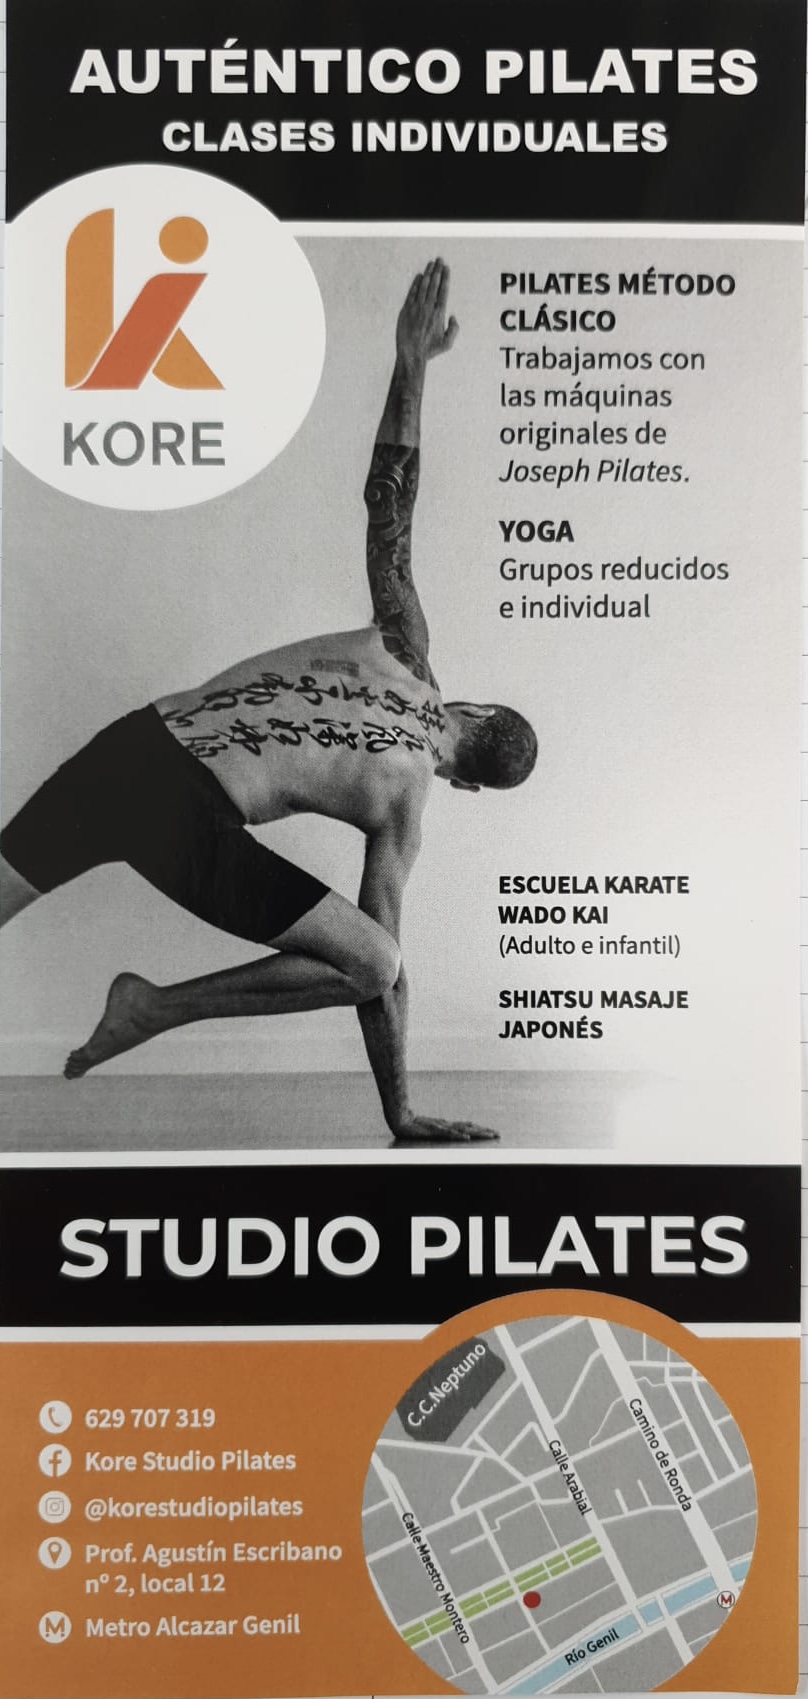 AUTÉNTICO PILATES
CLASES INDIVIDUALES
KORE
PILATES MÉTODO
CLÁSICO
Trabajamos con
las máquinas
originales de
Joseph Pilates.
YOGA
Grupos reducidos
e individual
ESCUELA KARATE
WADO KAI
(Adulto e infantil)
SHIATSU MASAJE
JAPONÉS
STUDIO PILATES
629 707 319
Kore Studio Pilates
@korestudiopilates
Prof. Agustín Escribano
nº 2, local 12
M Metro Alcazar Genil
C.C.Neptuno
Calle Arabial
Camino de Ronda
Calle Maestro Montero
Río Genil
M